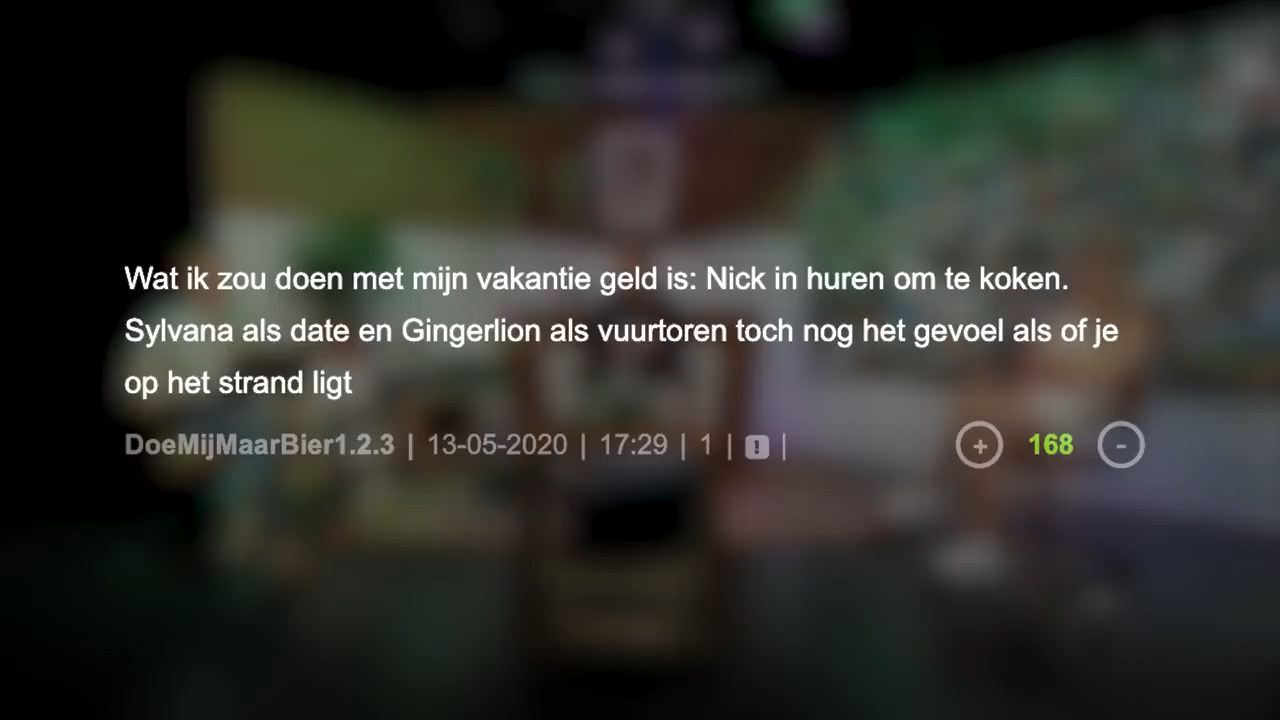 Wat ik zou doen met mijn vakantie geld is: Nick in huren om te koken.
Sylvana als date en Gingerlion als vuurtoren toch nog het gevoel als of je
op het strand ligt
DoeMijMaarBier1.2.3 | 13-05-2020 | 17:29 | 1 | ! | + 168 -